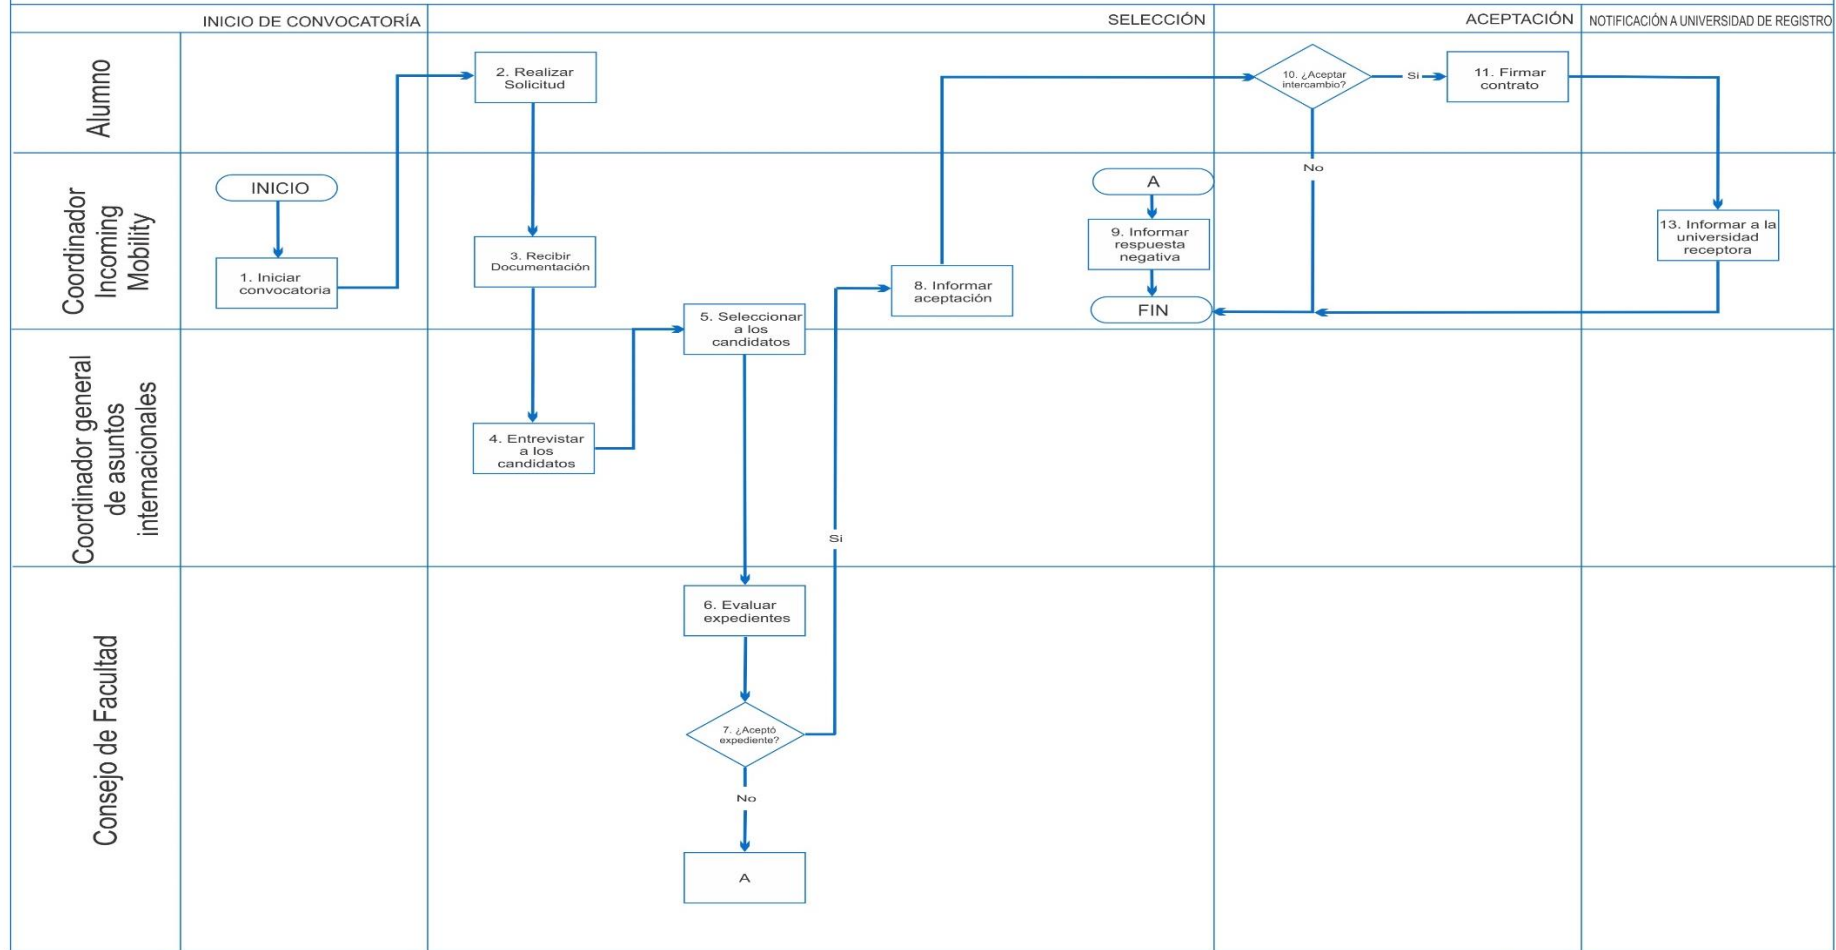 INICIO DE CONVOCATORÍA
SELECCIÓN
ACEPTACIÓN
NOTIFICACIÓN A UNIVERSIDAD DE REGISTRO
Alumno
2. Realizar
Solicitud
10. ¿Aceptar
intercambio?
Si
11. Firmar
contrato
Coordinador
Incoming
Mobility
INICIO
1. Iniciar
convocatoria
3. Recibir
Documentación
5. Seleccionar
a los
candidatos
8. Informar
aceptación
A
9. Informar
respuesta
negativa
FIN
No
13. Informar a la
universidad
receptora
Coordinador general
de asuntos
internacionales
4. Entrevistar
a los
candidatos
Si
Consejo de Facultad
6. Evaluar
expedientes
7. ¿Aceptó
expediente?
No
A